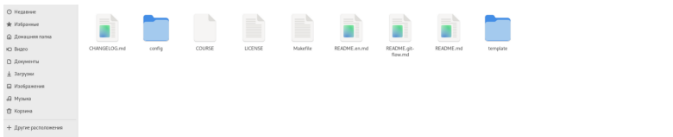 Недавние
Избранные
Домашняя папка
Видео
Документы
Загрузки
Изображения
Музыка
Корзина
Другие расположения
CHANGELOG.md
config
COURSE
LICENSE
Makefile
README.en.md
README.git-
flow.md
README.md
template